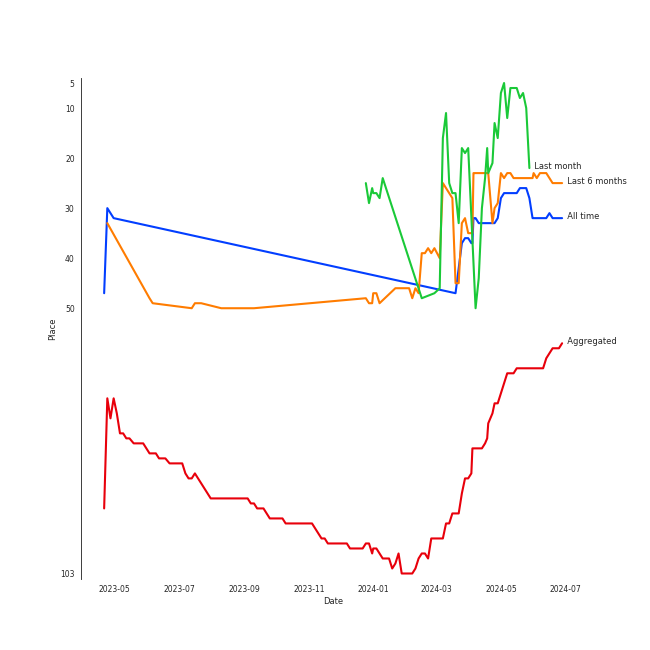 5
10
20
30
40
50
103
Place
Last month
Last 6 months
All time
Aggregated
2023-05 2023-07 2023-09 2023-11 2024-01 2024-03 2024-05 2024-07
Date